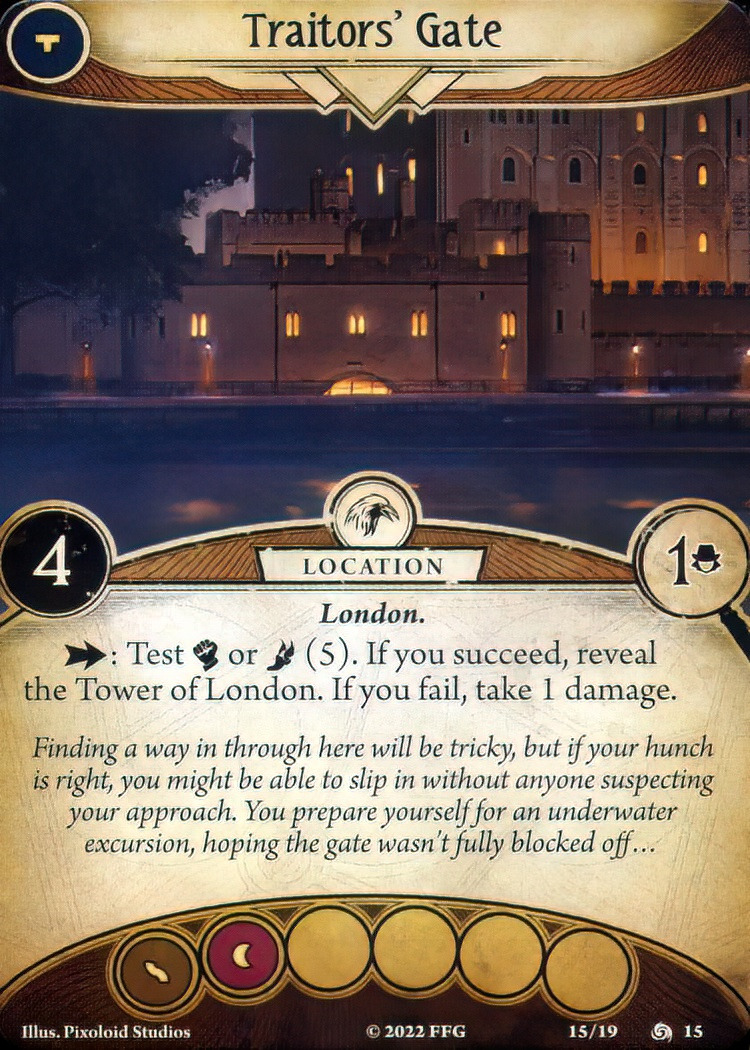 Traitors' Gate
4
LOCATION
1
London.
: Test or (5). If you succeed, reveal
the Tower of London. If you fail, take 1 damage.
Finding a way in through here will be tricky, but if your hunch
is right, you might be able to slip in without anyone suspecting
your approach. You prepare yourself for an underwater
excursion, hoping the gate wasn't fully blocked off…
Illus. Pixoloid Studios © 2022 FFG 15/19 15